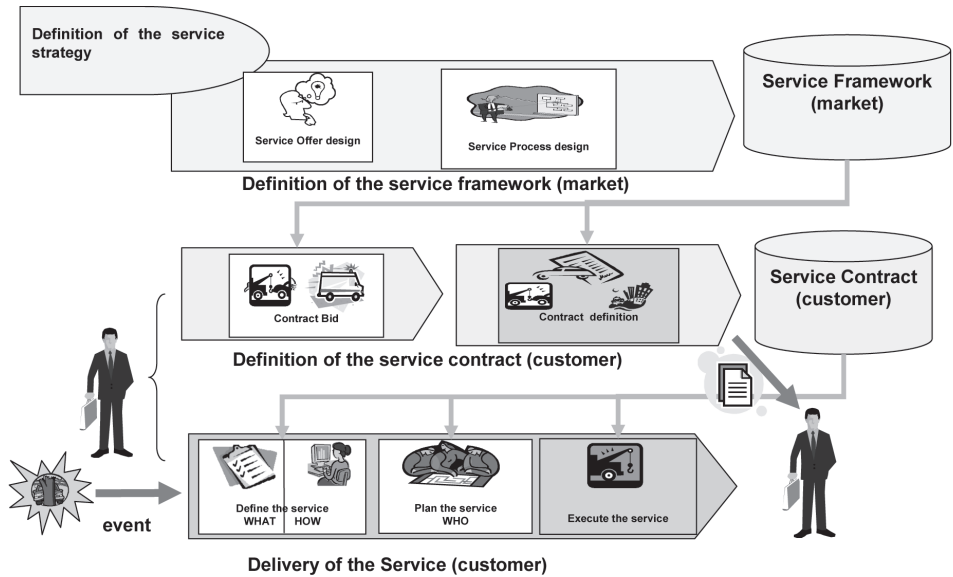 Definition of the service
strategy
Service Framework
(market)
Service Offer design
Service Process design
Definition of the service framework (market)
Service Contract
(customer)
Contract Bid
Contract definition
Definition of the service contract (customer)
Define the service
WHAT HOW
Plan the service
WHO
Execute the service
event
Delivery of the Service (customer)